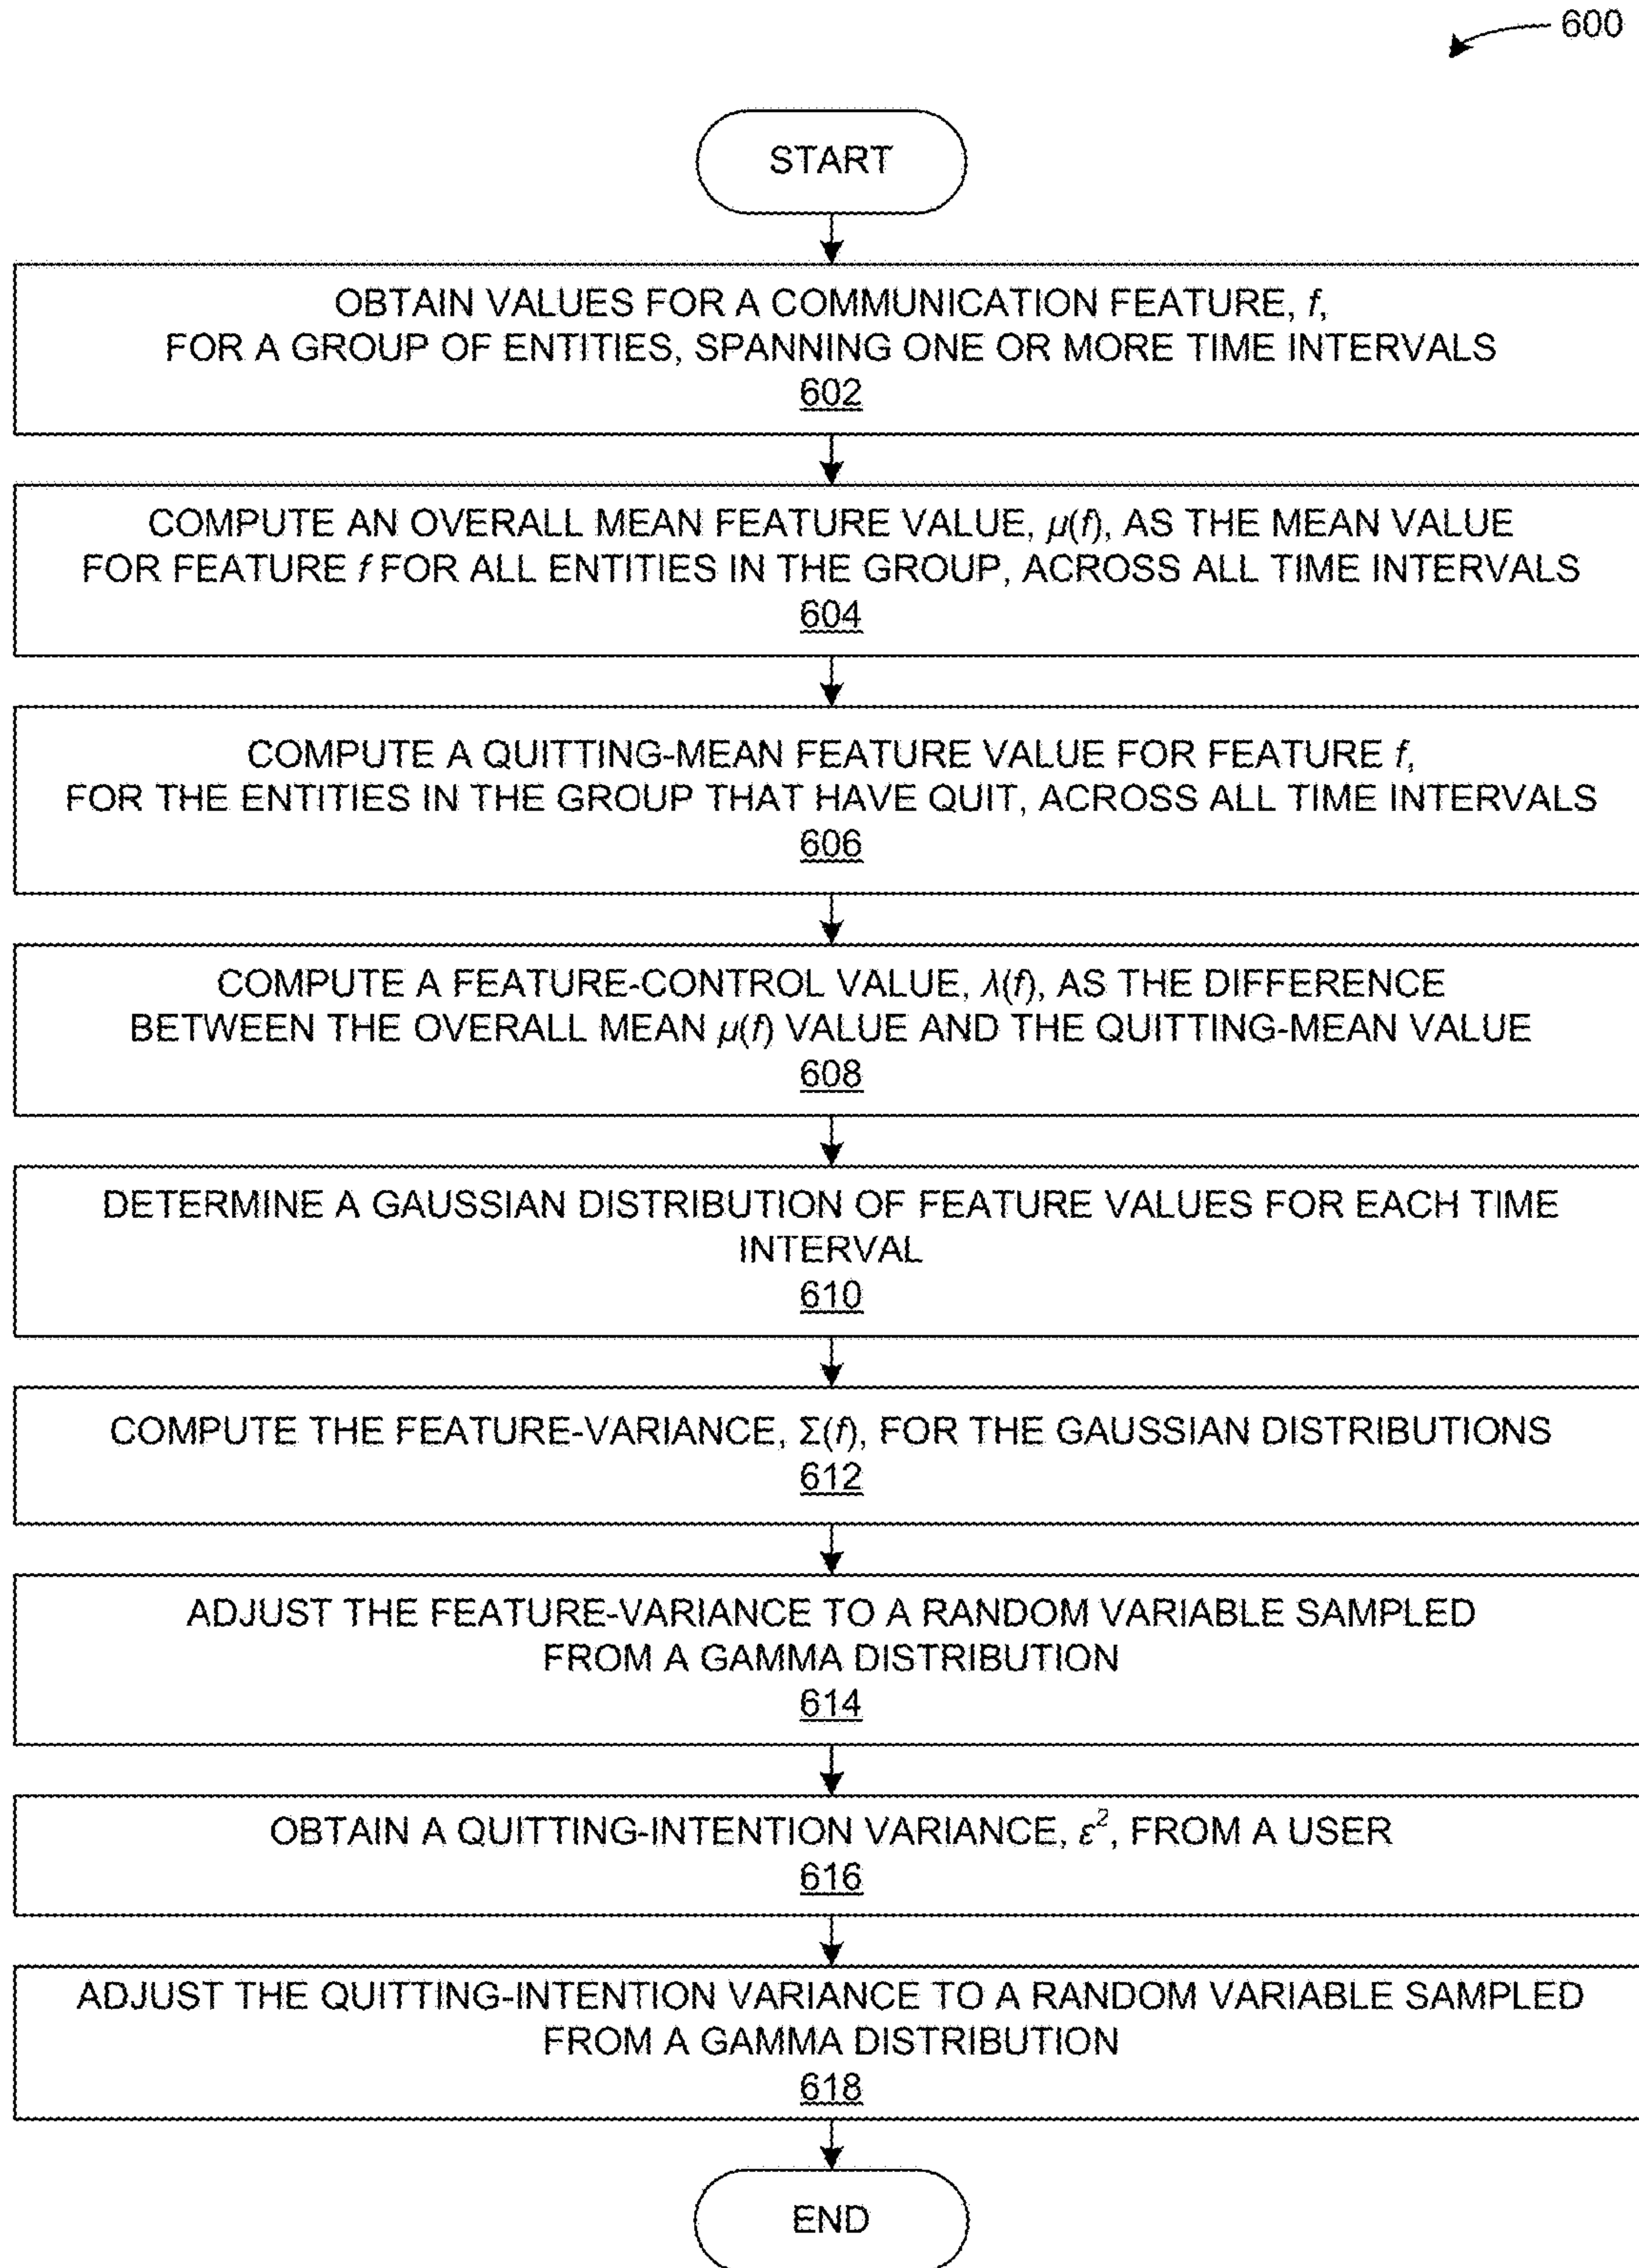 600
START
OBTAIN VALUES FOR A COMMUNICATION FEATURE, f,
FOR A GROUP OF ENTITIES, SPANNING ONE OR MORE TIME INTERVALS
602
COMPUTE AN OVERALL MEAN FEATURE VALUE, μ(f), AS THE MEAN VALUE
FOR FEATURE f FOR ALL ENTITIES IN THE GROUP, ACROSS ALL TIME INTERVALS
604
COMPUTE A QUITTING-MEAN FEATURE VALUE FOR FEATURE f,
FOR THE ENTITIES IN THE GROUP THAT HAVE QUIT, ACROSS ALL TIME INTERVALS
606
COMPUTE A FEATURE-CONTROL VALUE, λ(f), AS THE DIFFERENCE
BETWEEN THE OVERALL MEAN μ(f) VALUE AND THE QUITTING-MEAN VALUE
608
DETERMINE A GAUSSIAN DISTRIBUTION OF FEATURE VALUES FOR EACH TIME
INTERVAL
610
COMPUTE THE FEATURE-VARIANCE, Σ(f), FOR THE GAUSSIAN DISTRIBUTIONS
612
ADJUST THE FEATURE-VARIANCE TO A RANDOM VARIABLE SAMPLED
FROM A GAMMA DISTRIBUTION
614
OBTAIN A QUITTING-INTENTION VARIANCE, ε², FROM A USER
616
ADJUST THE QUITTING-INTENTION VARIANCE TO A RANDOM VARIABLE SAMPLED
FROM A GAMMA DISTRIBUTION
618
END